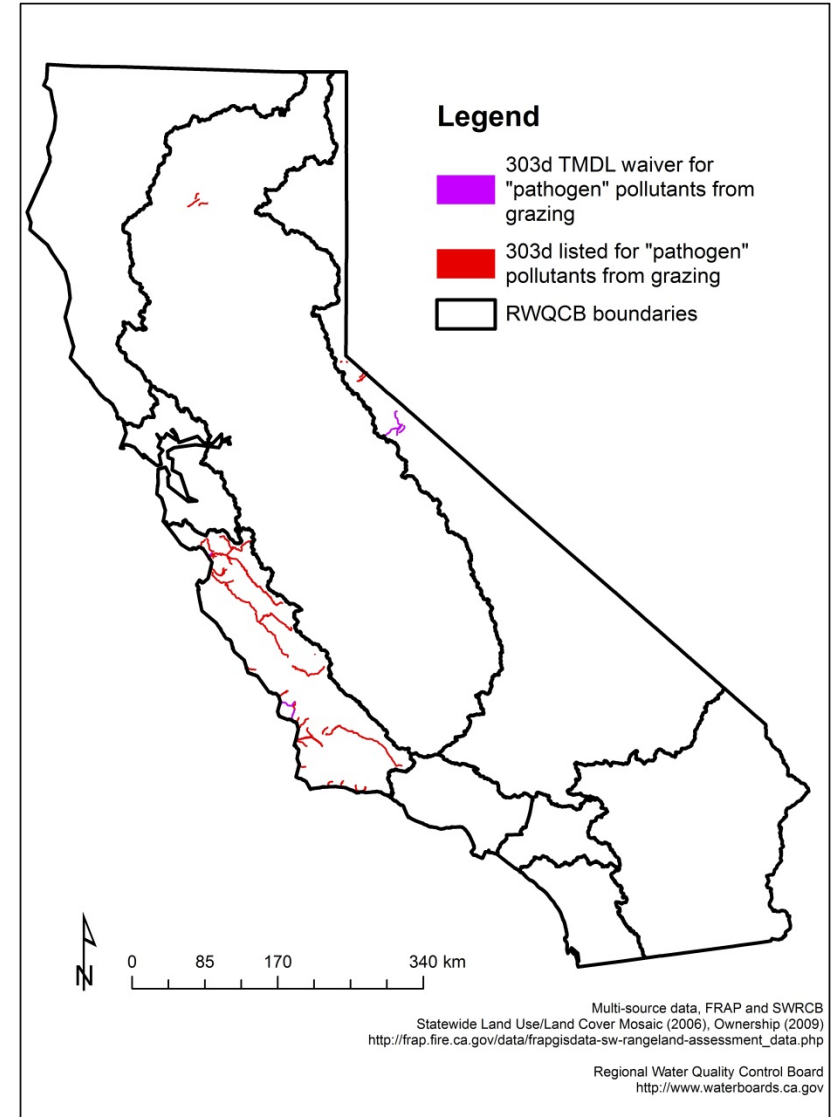 Legend
303d TMDL waiver for
"pathogen" pollutants from
grazing
303d listed for "pathogen"
pollutants from grazing
RWQCB boundaries
N
0 85 170 340 km
Multi-source data, FRAP and SWRCB
Statewide Land Use/Land Cover Mosaic (2006), Ownership (2009)
http://frap.fire.ca.gov/data/frapgisdata-sw-rangeland-assessment_data.php
Regional Water Quality Control Board
http://www.waterboards.ca.gov